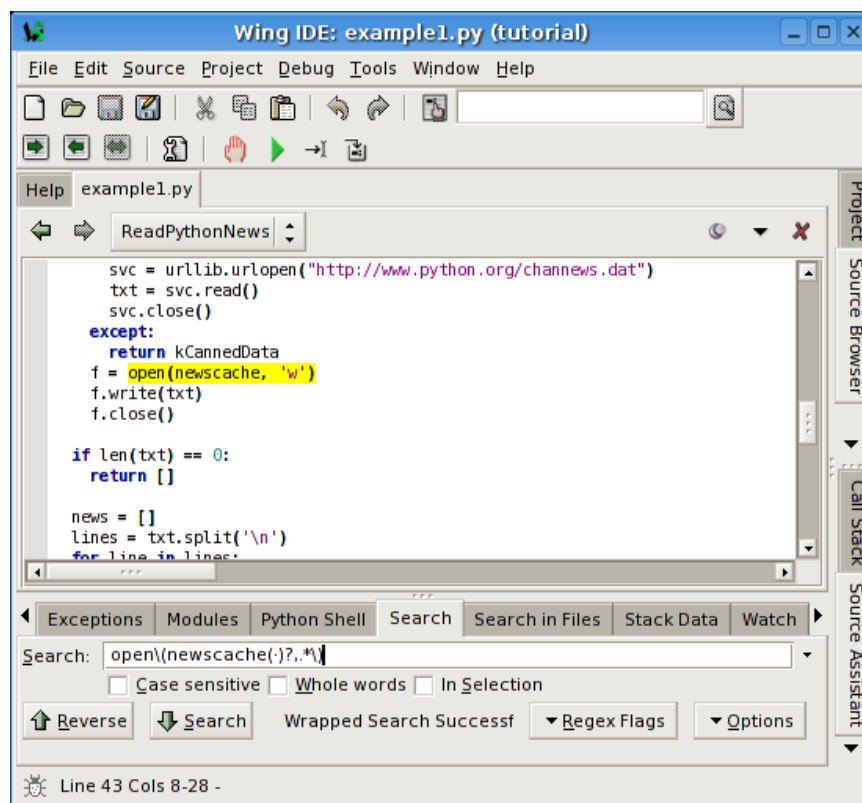 Wing IDE: example1.py (tutorial)
File Edit Source Project Debug Tools Window Help
Help example1.py
ReadPythonNews
svc = urllib.urlopen("http://www.python.org/channews.dat")
txt = svc.read()
svc.close()
except:
return kCannedData
f = open(newscache, 'w')
f.write(txt)
f.close()
if len(txt) == 0:
return []
news = []
lines = txt.split('\n')
for line in lines:
Project
Source Browser
Call Stack
Source Assistant
Exceptions Modules Python Shell Search Search in Files Stack Data Watch
Search: open\(newscache(·)?,.*\)
Case sensitive Whole words In Selection
Reverse Search Wrapped Search Successf Regex Flags Options
Line 43 Cols 8-28 -